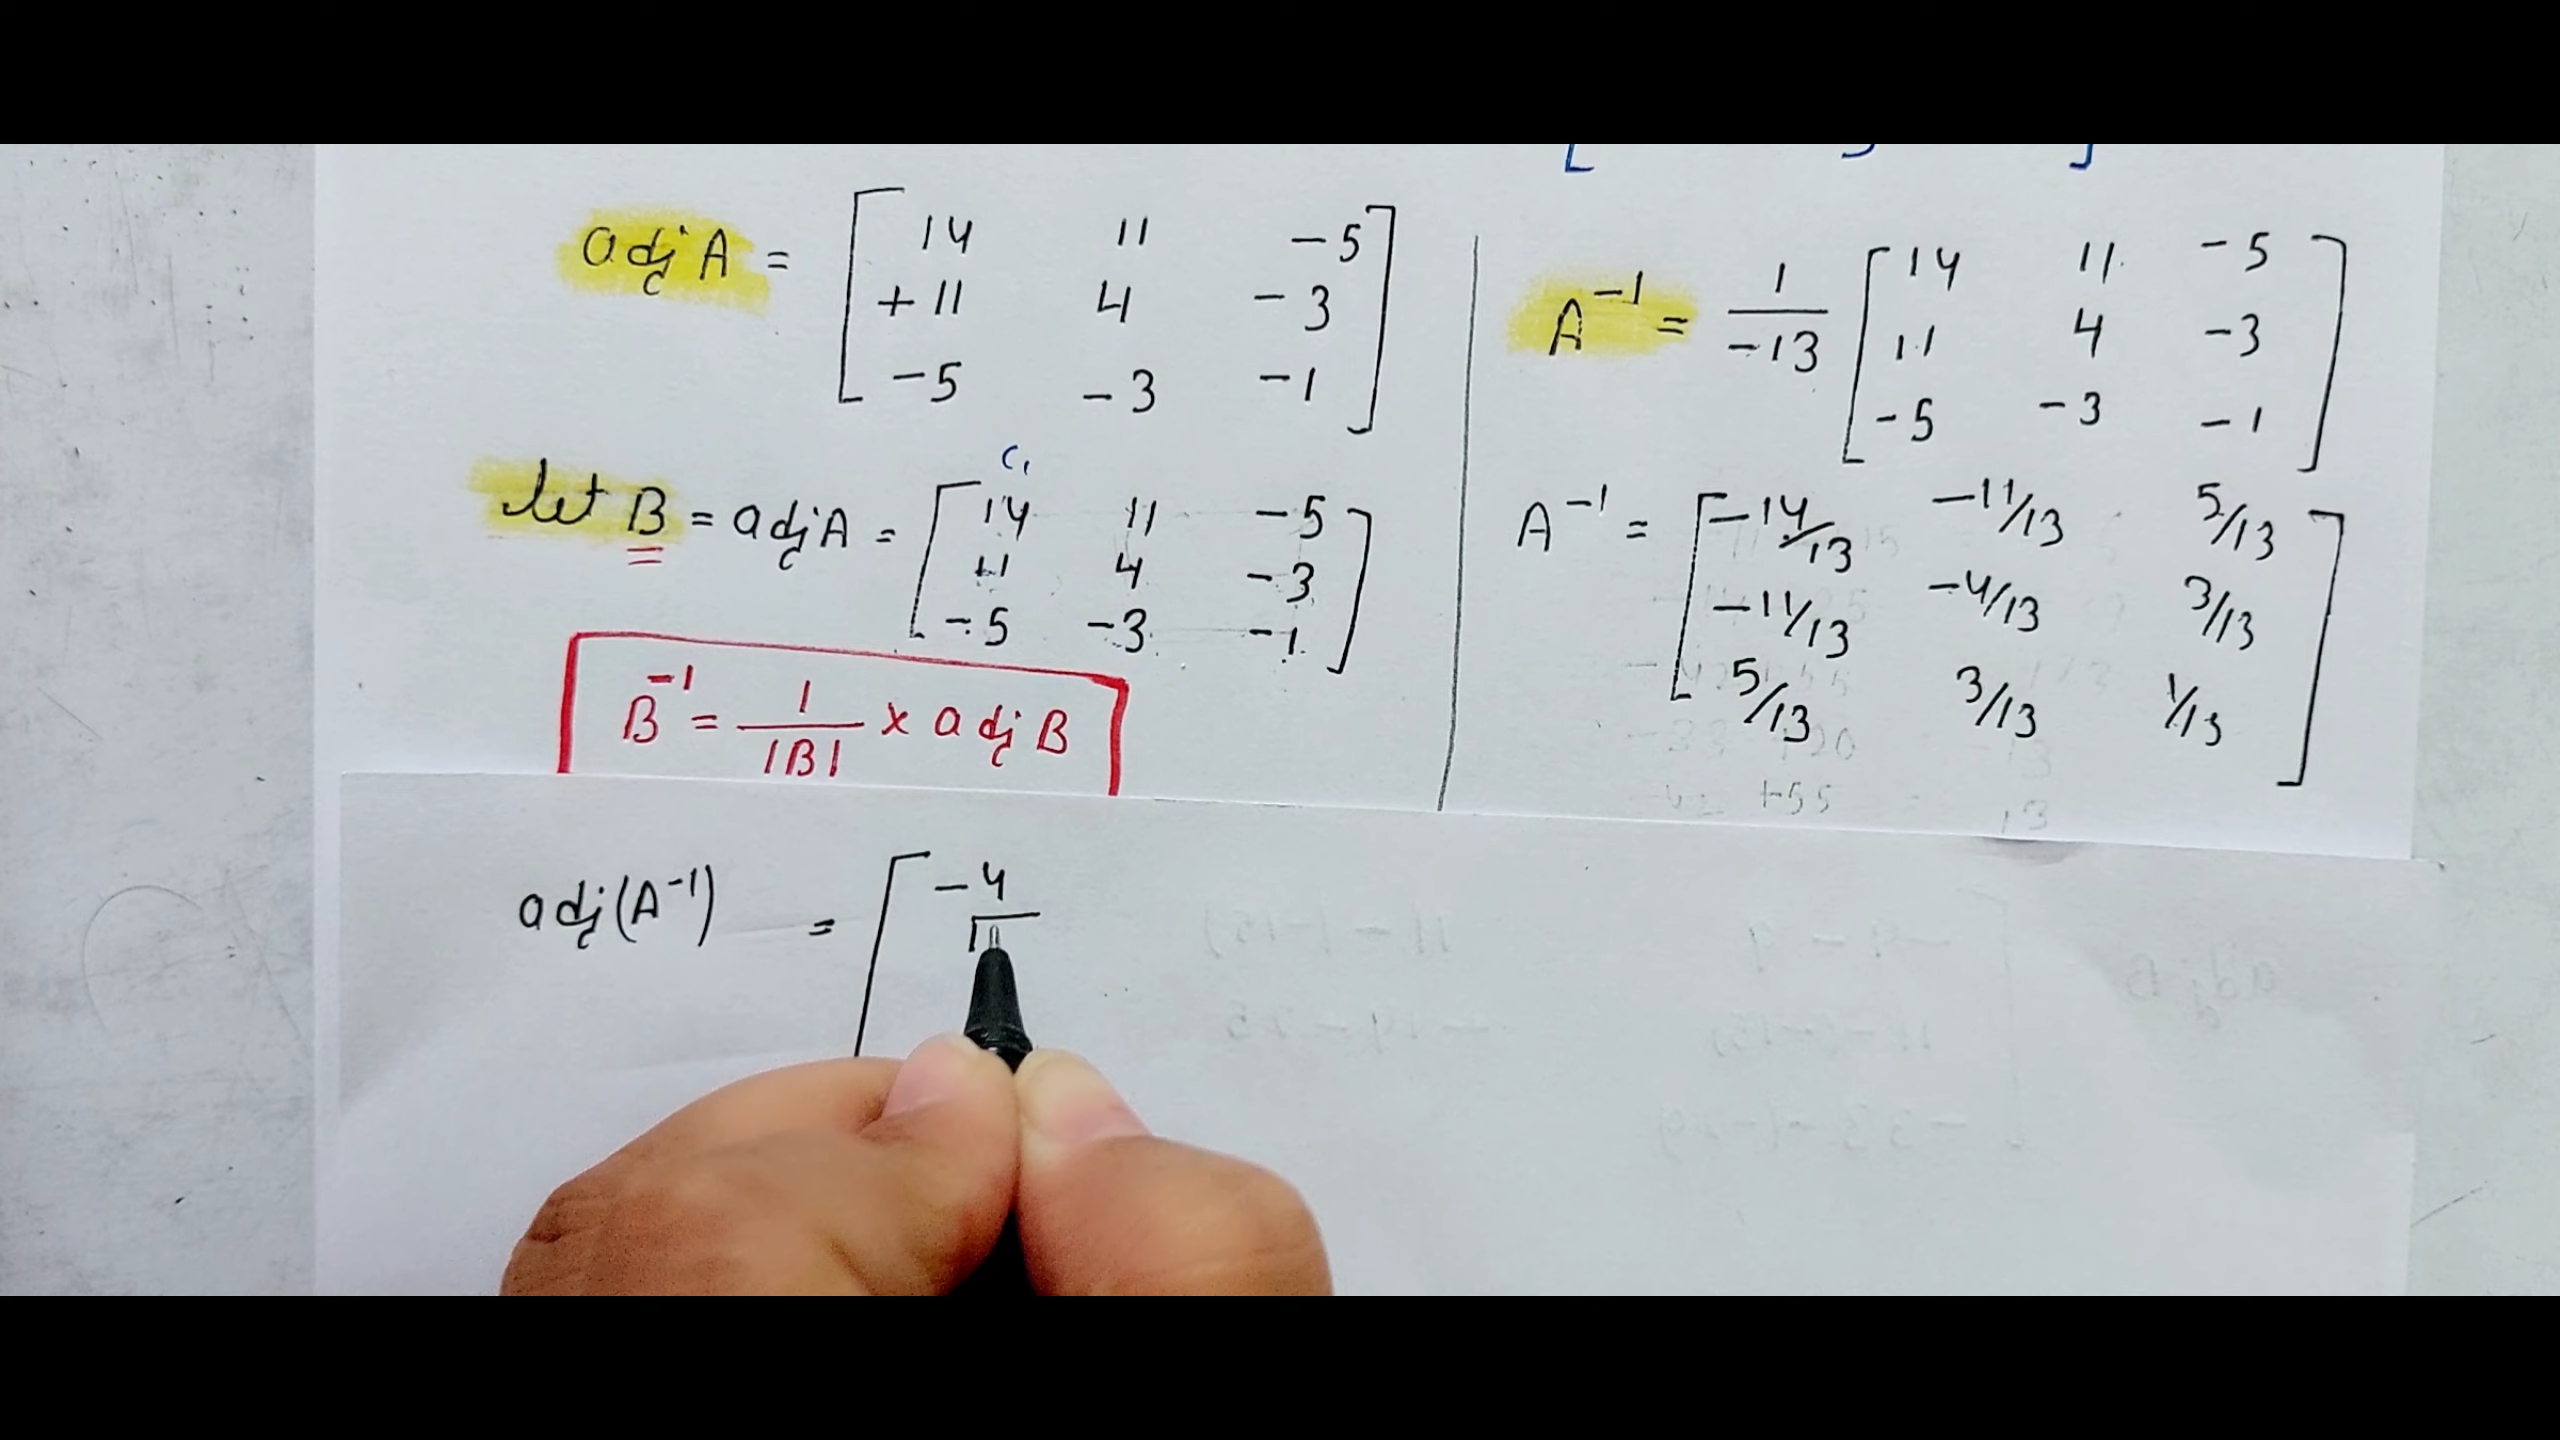 adj A = [ 14 11 -5
+11 4 -3
-5 -3 -1 ]
let B = adj A = [ 14 11 -5
11 4 -3
-5 -3 -1 ]
C₁
B⁻¹ = 1/|B| x adj B
A⁻¹ = 1/-13 [ 14 11 -5
11 4 -3
-5 -3 -1 ]
A⁻¹ = [ -14/13 -11/13 5/13
-11/13 -4/13 3/13
5/13 3/13 1/13 ]
adj(A⁻¹) = [ -4